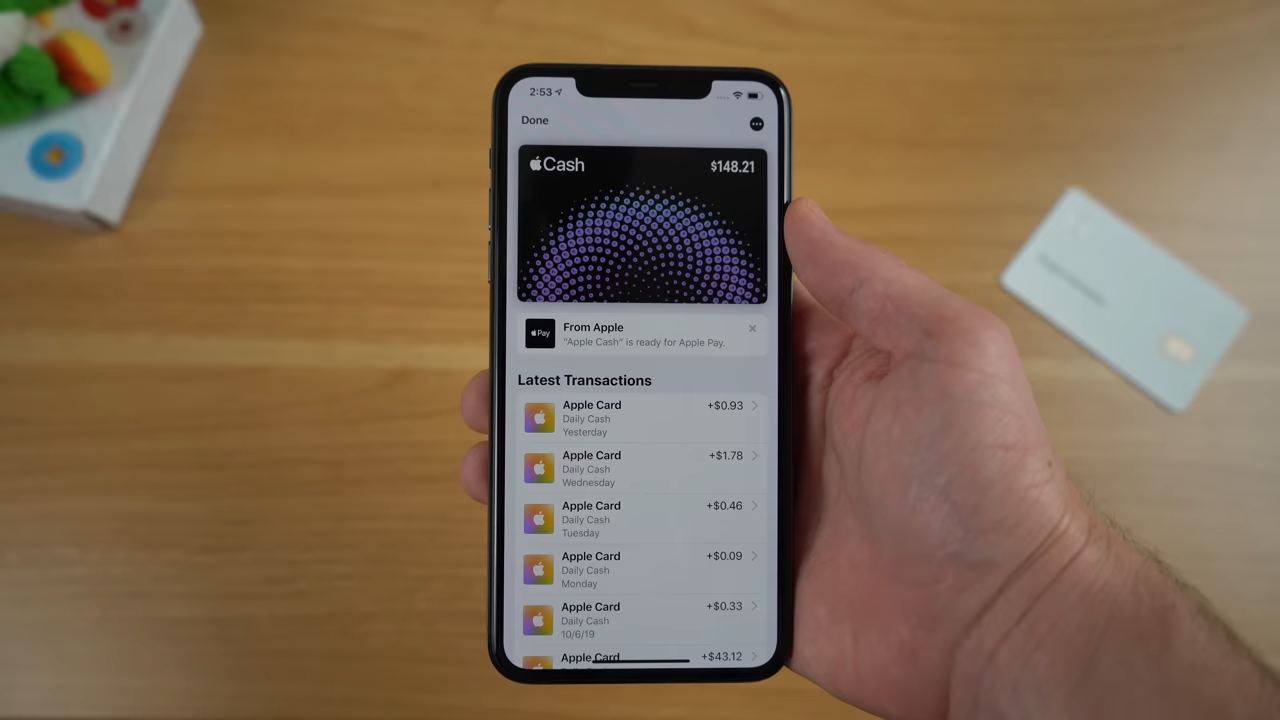 2:53
Done
Cash
$148.21
Pay
From Apple
"Apple Cash" is ready for Apple Pay.
Latest Transactions
Apple Card
+$0.93
Daily Cash
Yesterday
Apple Card
+$1.78
Daily Cash
Wednesday
Apple Card
+$0.46
Daily Cash
Tuesday
Apple Card
+$0.09
Daily Cash
Monday
Apple Card
+$0.33
Daily Cash
10/6/19
Apple Card
+$43.12